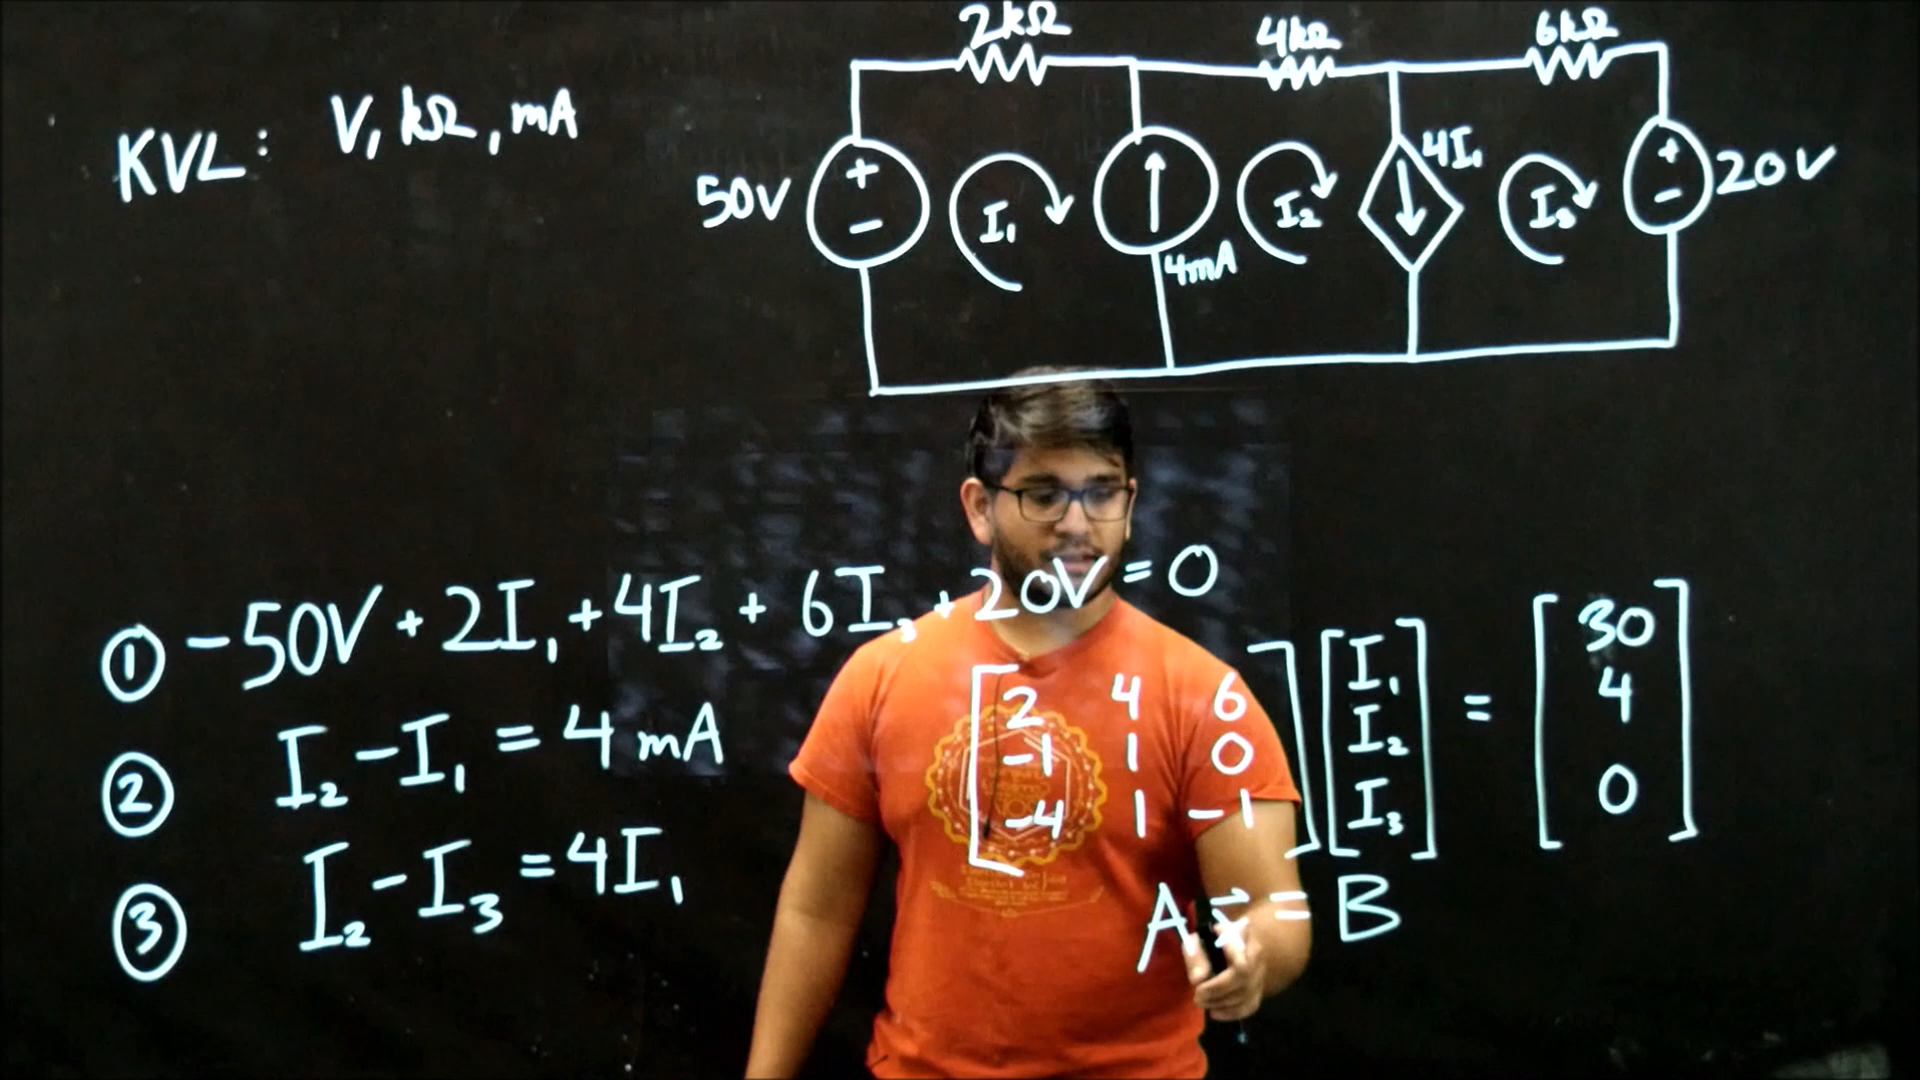 2kΩ 4kΩ 6kΩ
KVL: V, kΩ, mA
50V + − I₁ 4mA I₂ 4I₁ I₃ + − 20V
① −50V + 2I₁ + 4I₂ + 6I₃ + 20V = 0
② I₂ − I₁ = 4 mA
③ I₂ − I₃ = 4I₁
[2 4 6] [I₁] = [30]
[-1 1 0] [I₂] [4]
[-4 1 -1] [I₃] [0]
A x⃗ = B